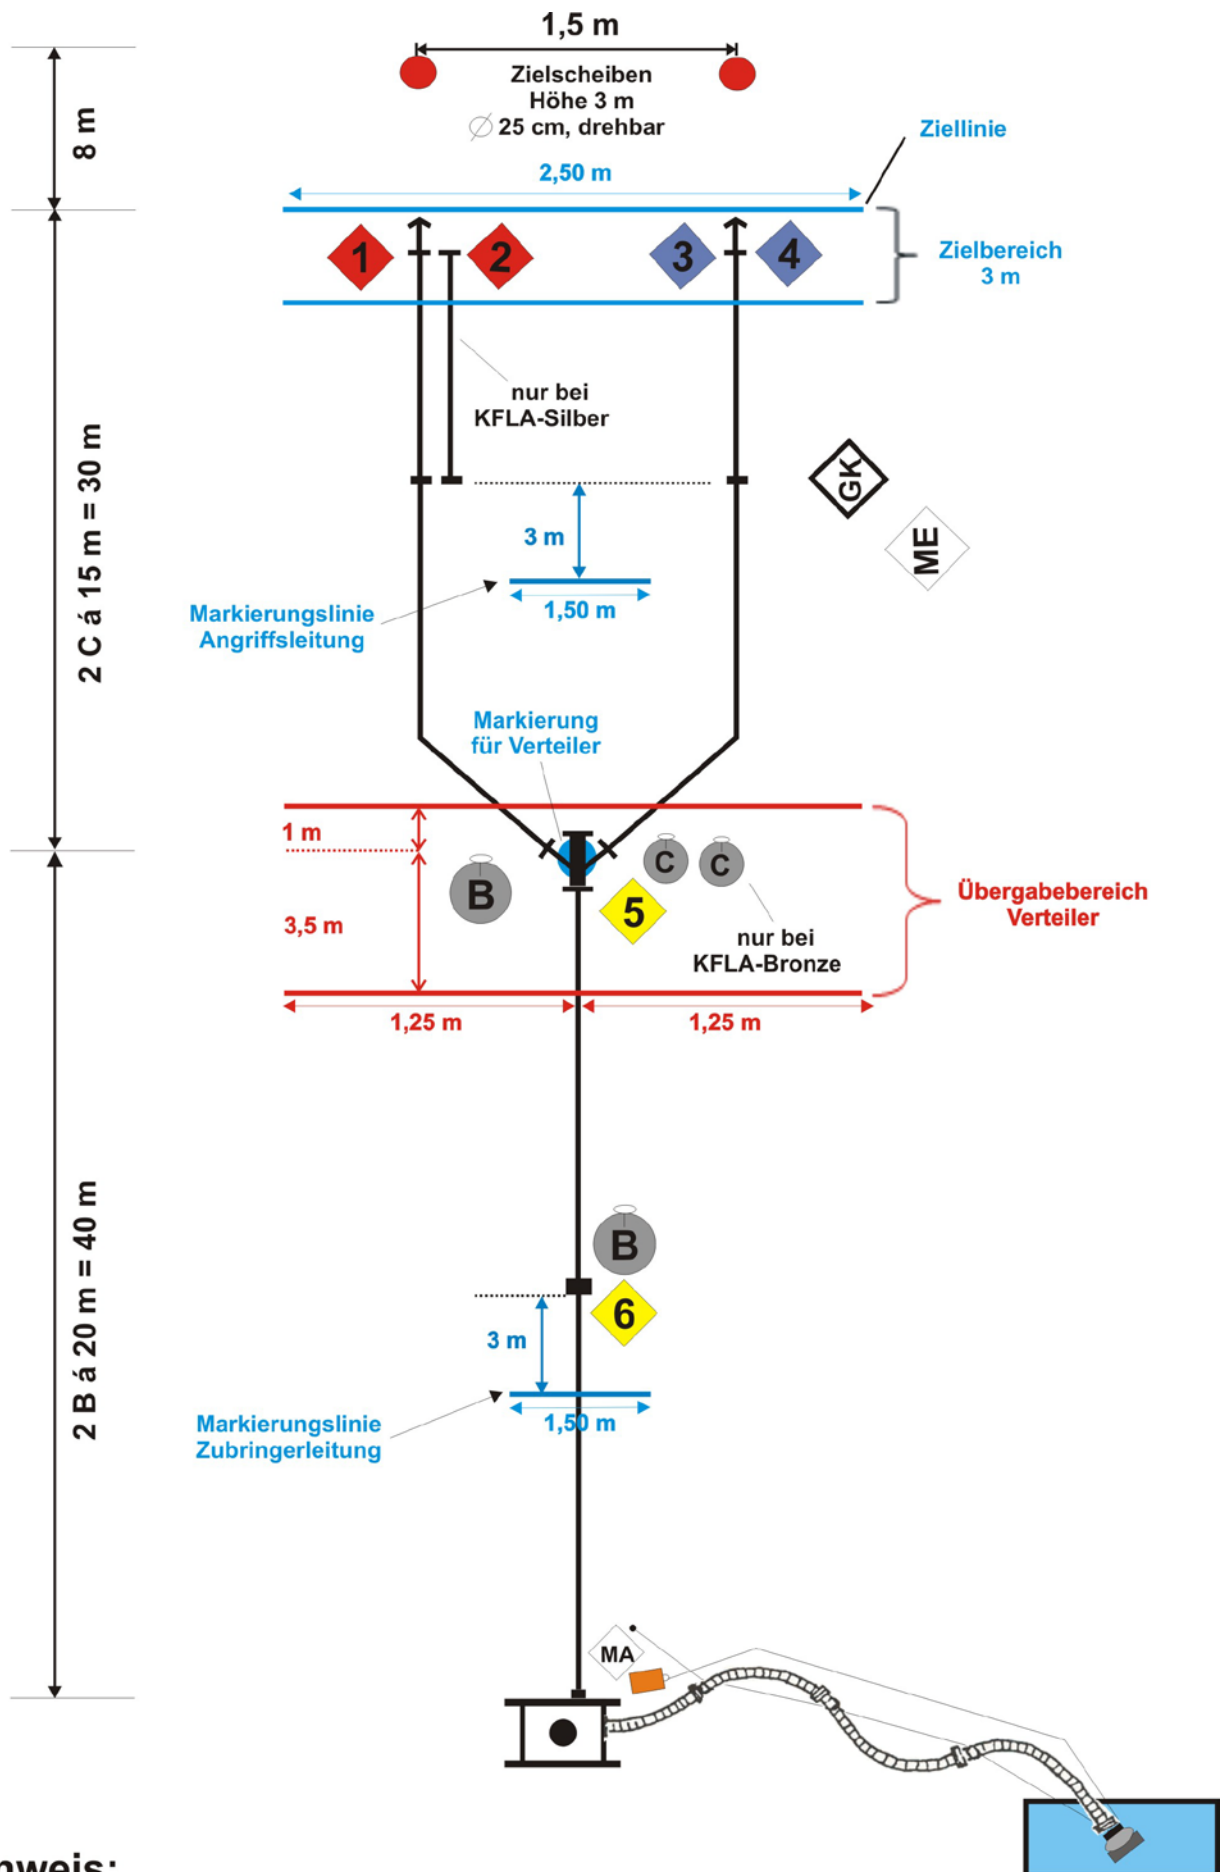 1,5 m
Zielscheiben
Höhe 3 m
∅ 25 cm, drehbar
8 m
Ziellinie
2,50 m
1
2
3
4
Zielbereich
3 m
nur bei
KFLA-Silber
GK
ME
2 C á 15 m = 30 m
3 m
1,50 m
Markierungslinie
Angriffsleitung
Markierung
für Verteiler
1 m
B
C
C
5
3,5 m
nur bei
KFLA-Bronze
Übergabebereich
Verteiler
1,25 m
1,25 m
B
6
2 B á 20 m = 40 m
3 m
1,50 m
Markierungslinie
Zubringerleitung
MA